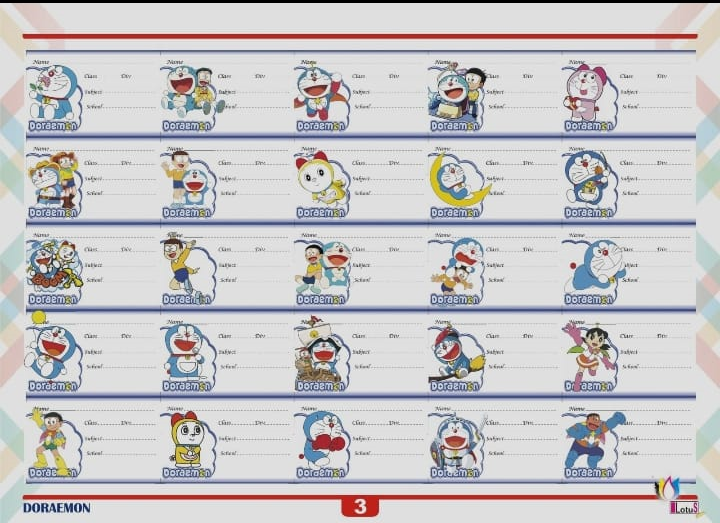 Name Name Name Name Name
Class Div Class Div Class Div Class Div Class Div
Subject Subject Subject Subject Subject
School School School School School
Doraemon Doraemon Doraemon Doraemon Doraemon
Name Name Name Name Name
Class Div Class Div Class Div Class Div Class Div
Subject Subject Subject Subject Subject
School School School School School
Doraemon Doraemon Doraemon Doraemon Doraemon
Name Name Name Name Name
Class Div Class Div Class Div Class Div Class Div
Subject Subject Subject Subject Subject
School School School School School
Doraemon Doraemon Doraemon Doraemon Doraemon
Name Name Name Name
Class Div Class Div Class Div Class Div Class Div
Subject Subject Subject Subject Subject
School School School School School
Doraemon Doraemon Doraemon Doraemon Doraemon
Name Name Name Name Name
Class Div Class Div Class Div Class Div Class Div
Subject Subject Subject Subject Subject
School School School School School
Doraemon Doraemon Doraemon Doraemon Doraemon
DORAEMON
3
LotuS